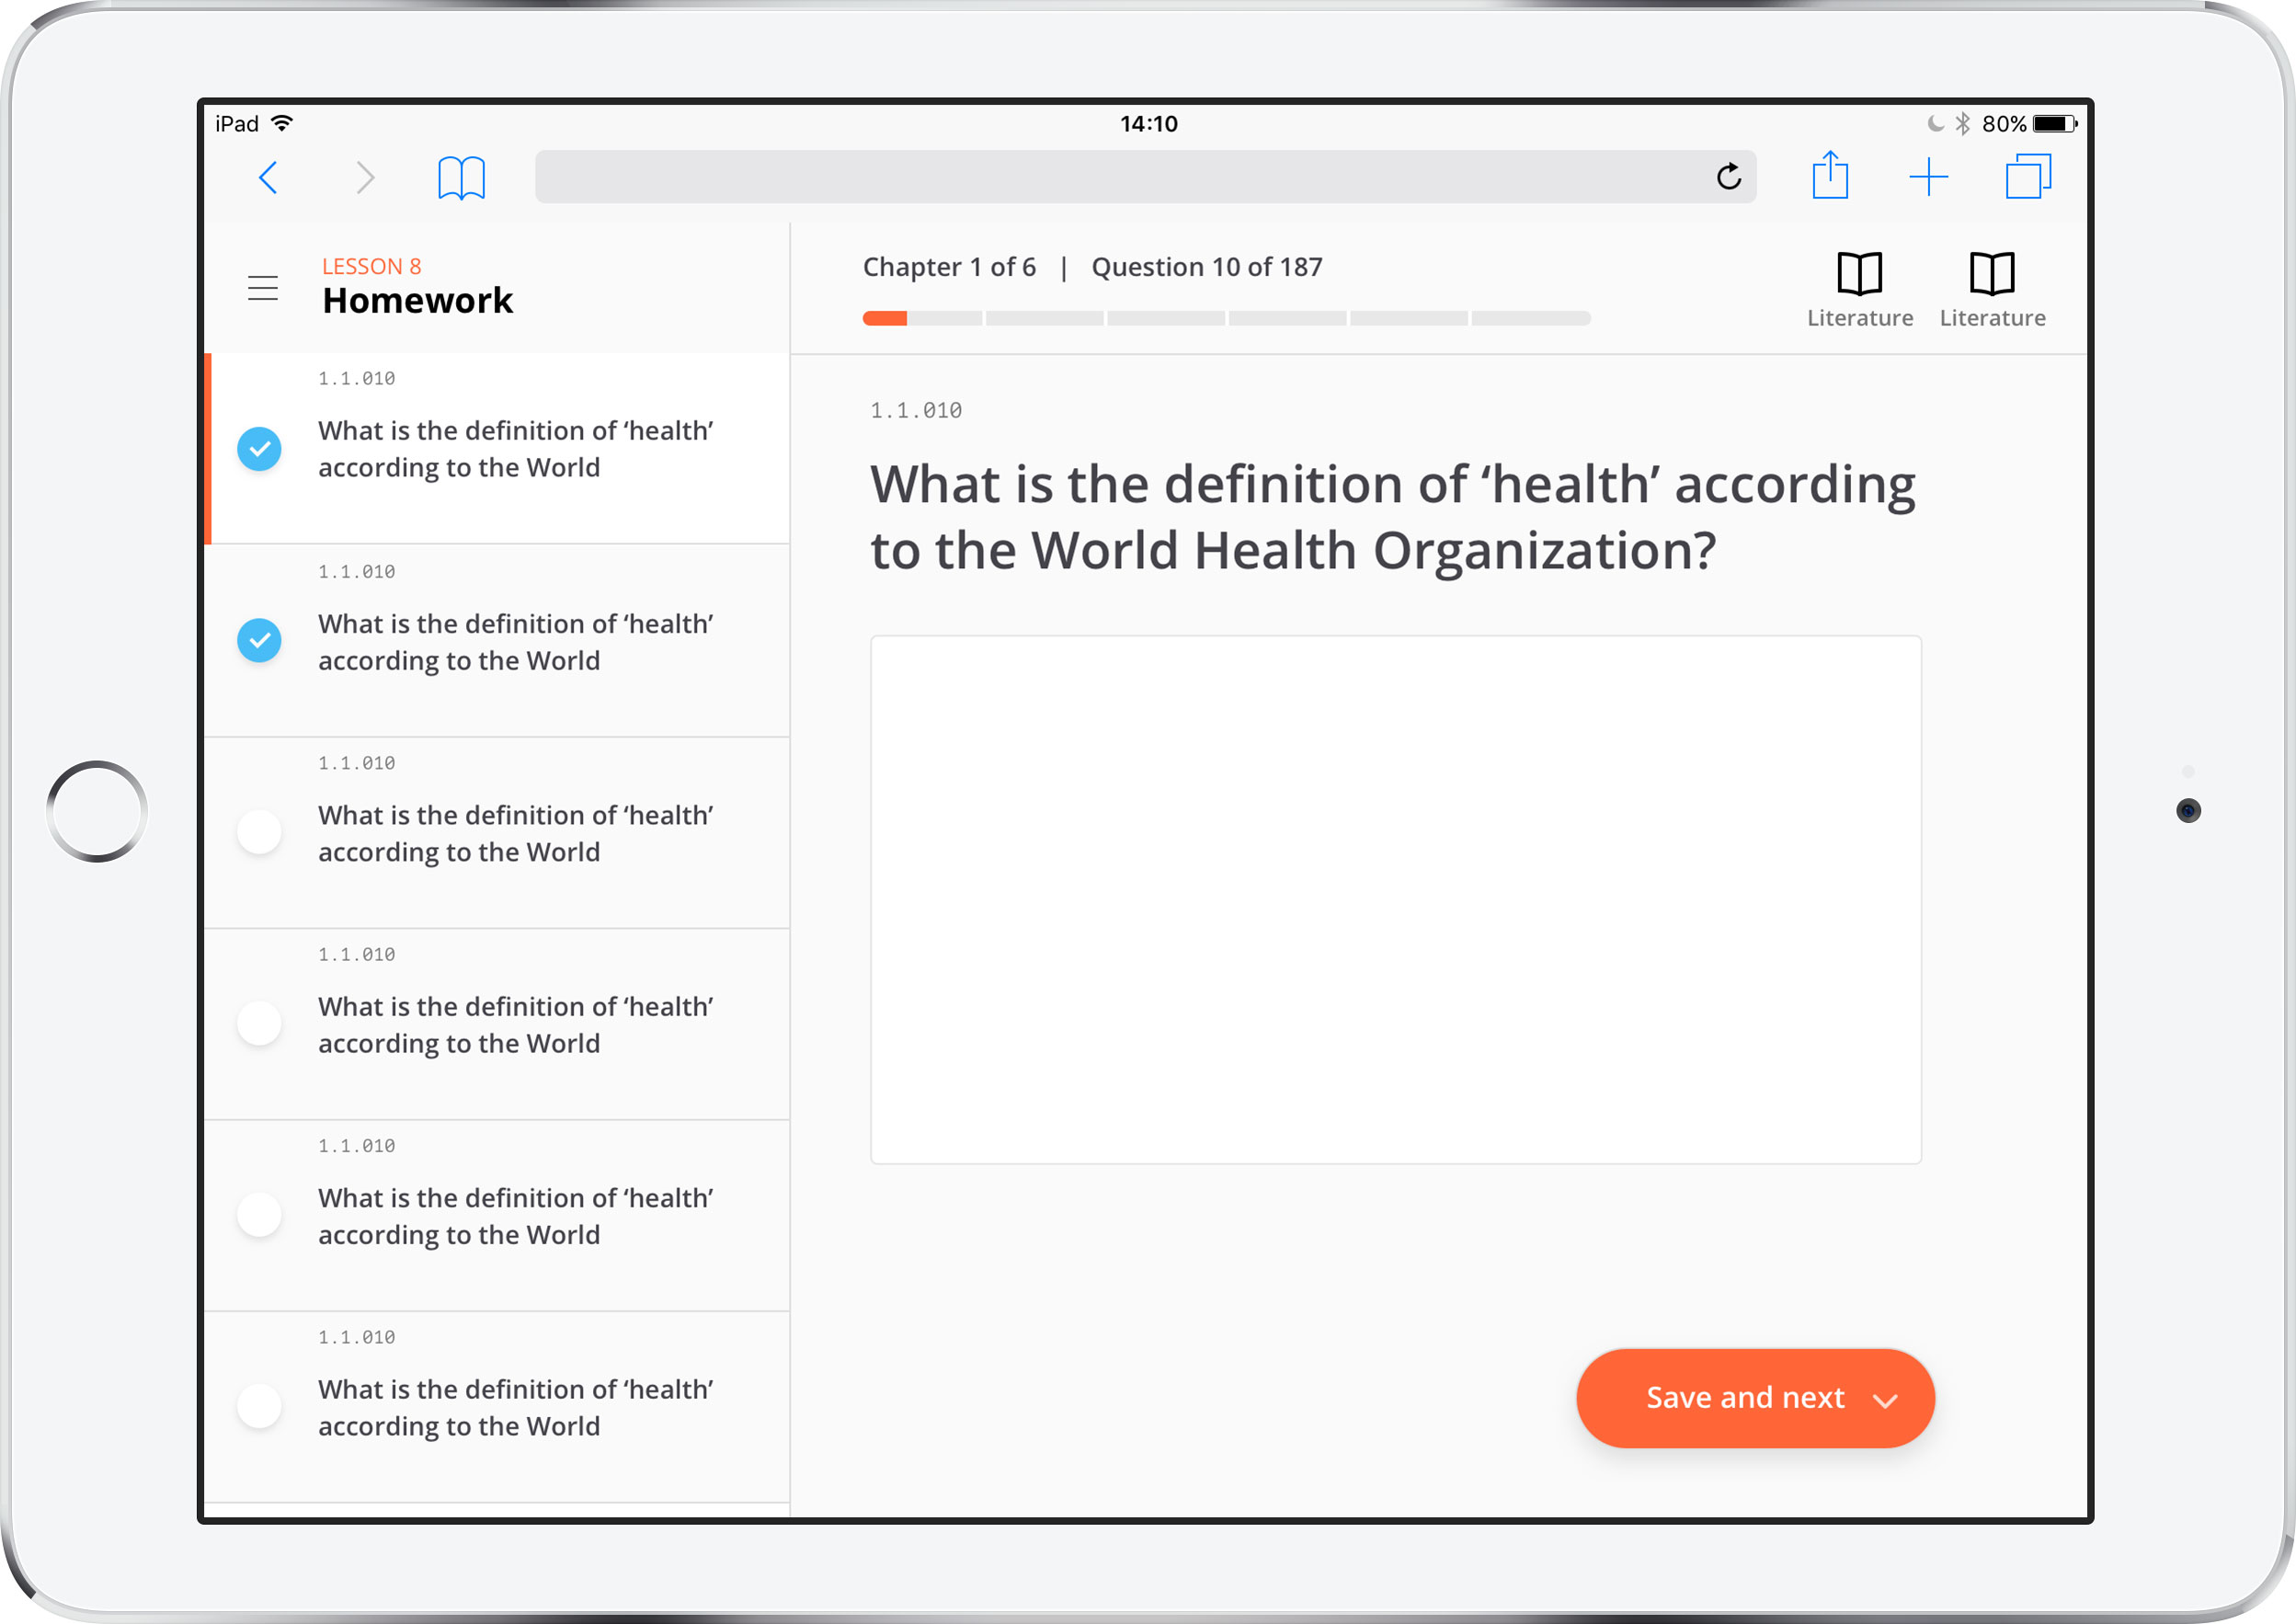 iPad
14:10
80%
LESSON 8
Homework
Chapter 1 of 6 | Question 10 of 187
Literature
Literature
1.1.010
What is the definition of ‘health’
according to the World
1.1.010
What is the definition of ‘health’
according to the World
1.1.010
What is the definition of ‘health’
according to the World
1.1.010
What is the definition of ‘health’
according to the World
1.1.010
What is the definition of ‘health’
according to the World
1.1.010
What is the definition of ‘health’
according to the World
1.1.010
What is the definition of ‘health’ according
to the World Health Organization?
Save and next